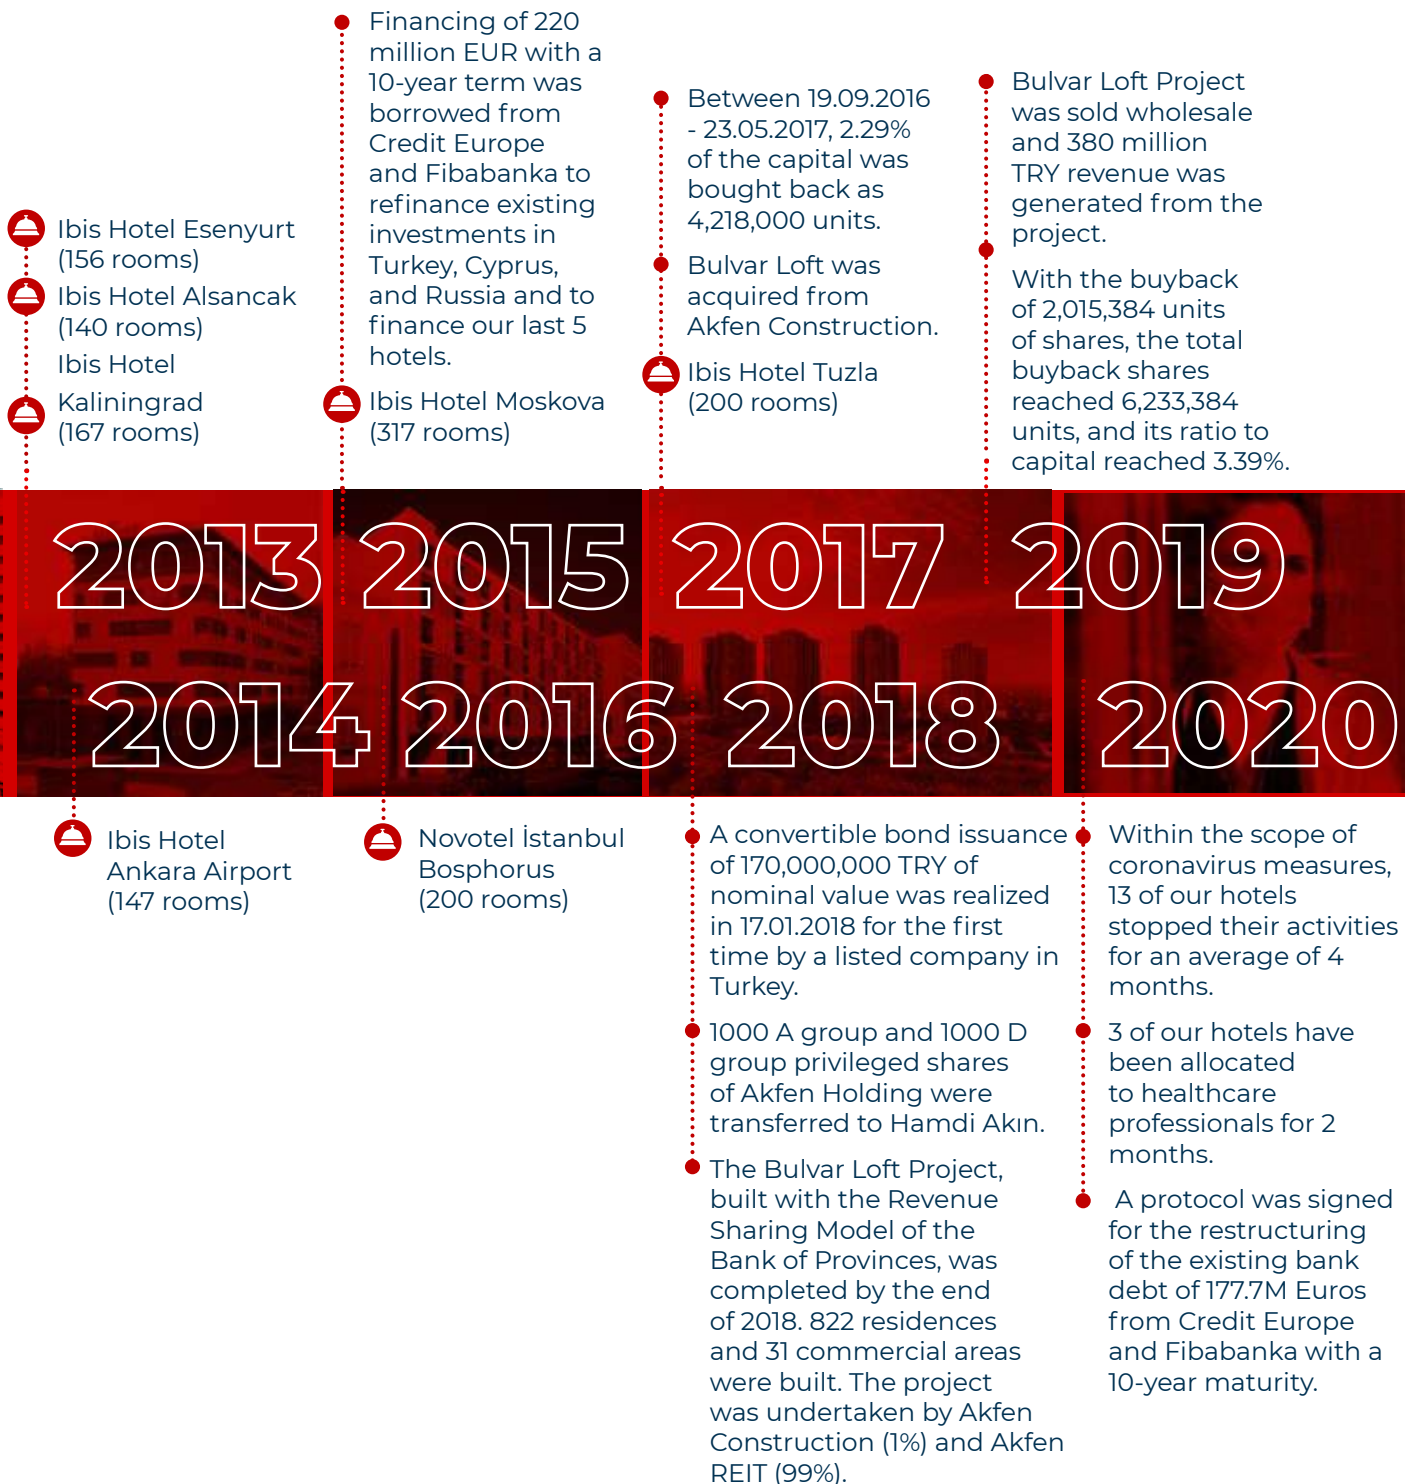 Ibis Hotel Esenyurt
(156 rooms)
Ibis Hotel Alsancak
(140 rooms)
Ibis Hotel
Kaliningrad
(167 rooms)
Financing of 220
million EUR with a
10-year term was
borrowed from
Credit Europe
and Fibabanka to
refinance existing
investments in
Turkey, Cyprus,
and Russia and to
finance our last 5
hotels.
Ibis Hotel Moskova
(317 rooms)
Between 19.09.2016
- 23.05.2017, 2.29%
of the capital was
bought back as
4,218,000 units.
Bulvar Loft was
acquired from
Akfen Construction.
Ibis Hotel Tuzla
(200 rooms)
Bulvar Loft Project
was sold wholesale
and 380 million
TRY revenue was
generated from the
project.
With the buyback
of 2,015,384 units
of shares, the total
buyback shares
reached 6,233,384
units, and its ratio to
capital reached 3.39%.
2013
2015
2017
2019
2014
2016
2018
2020
Ibis Hotel
Ankara Airport
(147 rooms)
Novotel İstanbul
Bosphorus
(200 rooms)
A convertible bond issuance
of 170,000,000 TRY of
nominal value was realized
in 17.01.2018 for the first
time by a listed company in
Turkey.
1000 A group and 1000 D
group privileged shares
of Akfen Holding were
transferred to Hamdi Akın.
The Bulvar Loft Project,
built with the Revenue
Sharing Model of the
Bank of Provinces, was
completed by the end
of 2018. 822 residences
and 31 commercial areas
were built. The project
was undertaken by Akfen
Construction (1%) and Akfen
REIT (99%).
Within the scope of
coronavirus measures,
13 of our hotels
stopped their activities
for an average of 4
months.
3 of our hotels have
been allocated
to healthcare
professionals for 2
months.
A protocol was signed
for the restructuring
of the existing bank
debt of 177.7M Euros
from Credit Europe
and Fibabanka with a
10-year maturity.